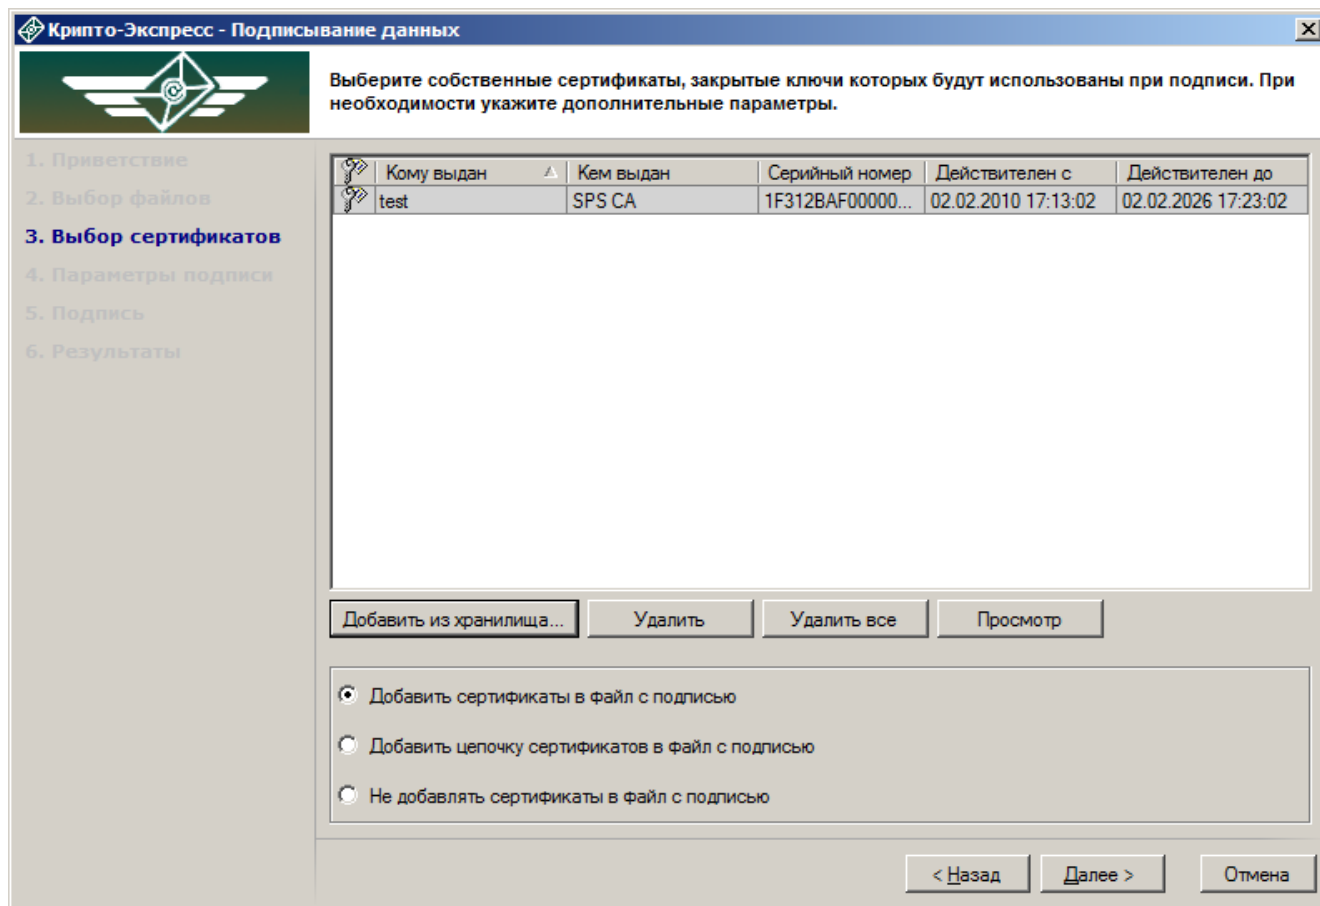 Крипто-Экспресс - Подписывание данных
Выберите собственные сертификаты, закрытые ключи которых будут использованы при подписи. При
необходимости укажите дополнительные параметры.
1. Приветствие
2. Выбор файлов
3. Выбор сертификатов
4. Параметры подписи
5. Подпись
6. Результаты
Кому выдан Кем выдан Серийный номер Действителен с Действителен до
test SPS CA 1F312BAF00000... 02.02.2010 17:13:02 02.02.2026 17:23:02
Добавить из хранилища... Удалить Удалить все Просмотр
Добавить сертификаты в файл с подписью
Добавить цепочку сертификатов в файл с подписью
Не добавлять сертификаты в файл с подписью
< Назад Далее > Отмена